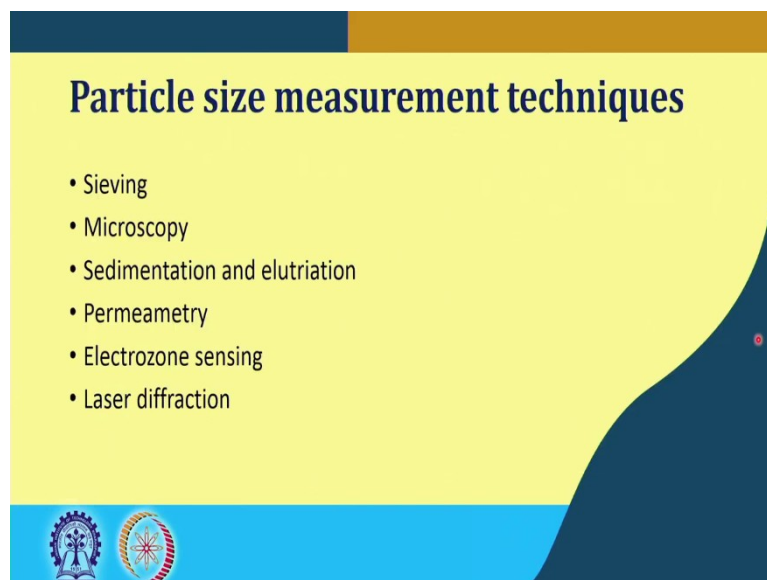 Particle size measurement techniques
• Sieving
• Microscopy
• Sedimentation and elutriation
• Permeametry
• Electrozone sensing
• Laser diffraction